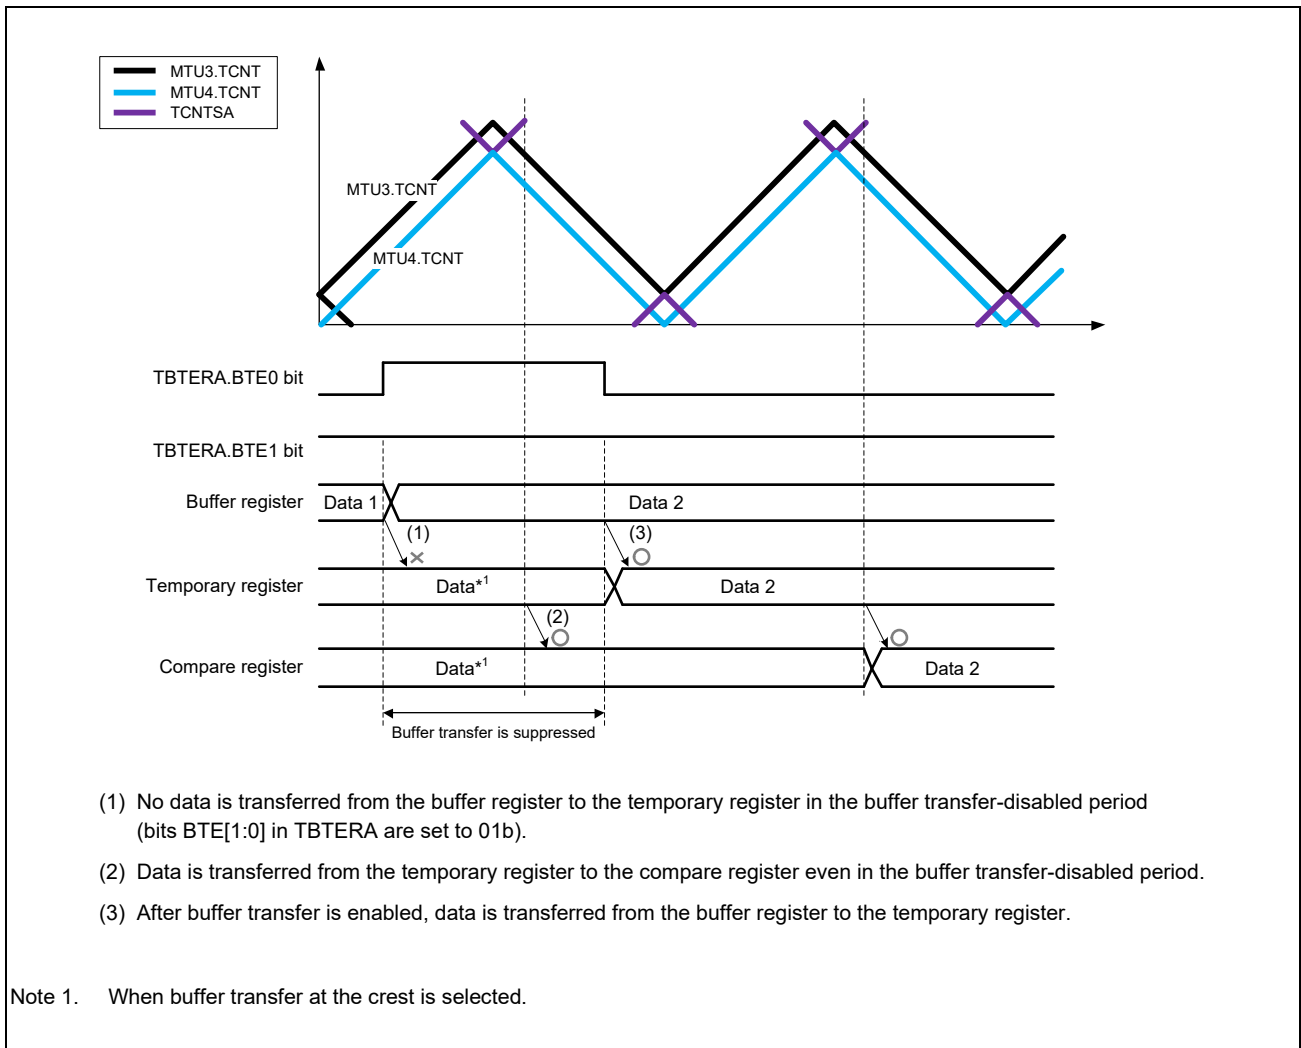 MTU3.TCNT
MTU4.TCNT
TCNTSA
MTU3.TCNT
MTU4.TCNT
TBTERA.BTE0 bit
TBTERA.BTE1 bit
Buffer register
Data 1
Data 2
(1)
(3)
Temporary register
Data*1
Data 2
(2)
Compare register
Data*1
Data 2
Buffer transfer is suppressed
(1) No data is transferred from the buffer register to the temporary register in the buffer transfer-disabled period
(bits BTE[1:0] in TBTERA are set to 01b).
(2) Data is transferred from the temporary register to the compare register even in the buffer transfer-disabled period.
(3) After buffer transfer is enabled, data is transferred from the buffer register to the temporary register.
Note 1. When buffer transfer at the crest is selected.